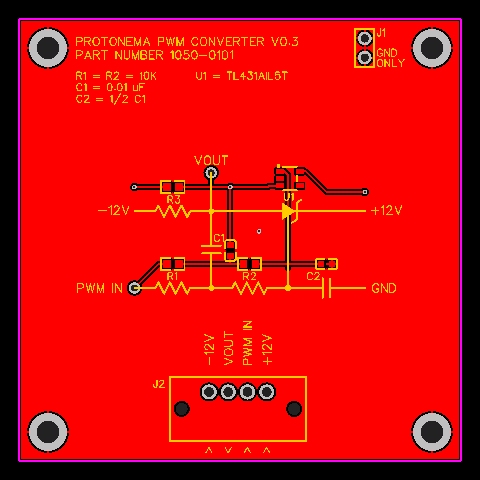 PROTONEMA PWM CONVERTER V0.3
PART NUMBER 1050-0101
J1
GND
ONLY
R1 = R2 = 10K
U1 = TL431AIL5T
C1 = 0.01 uF
C2 = 1/2 C1
VOUT
R3
U1
-12V
+12V
C1
R1
R2
C2
PWM IN
GND
-12V
VOUT
PWM IN
+12V
J2